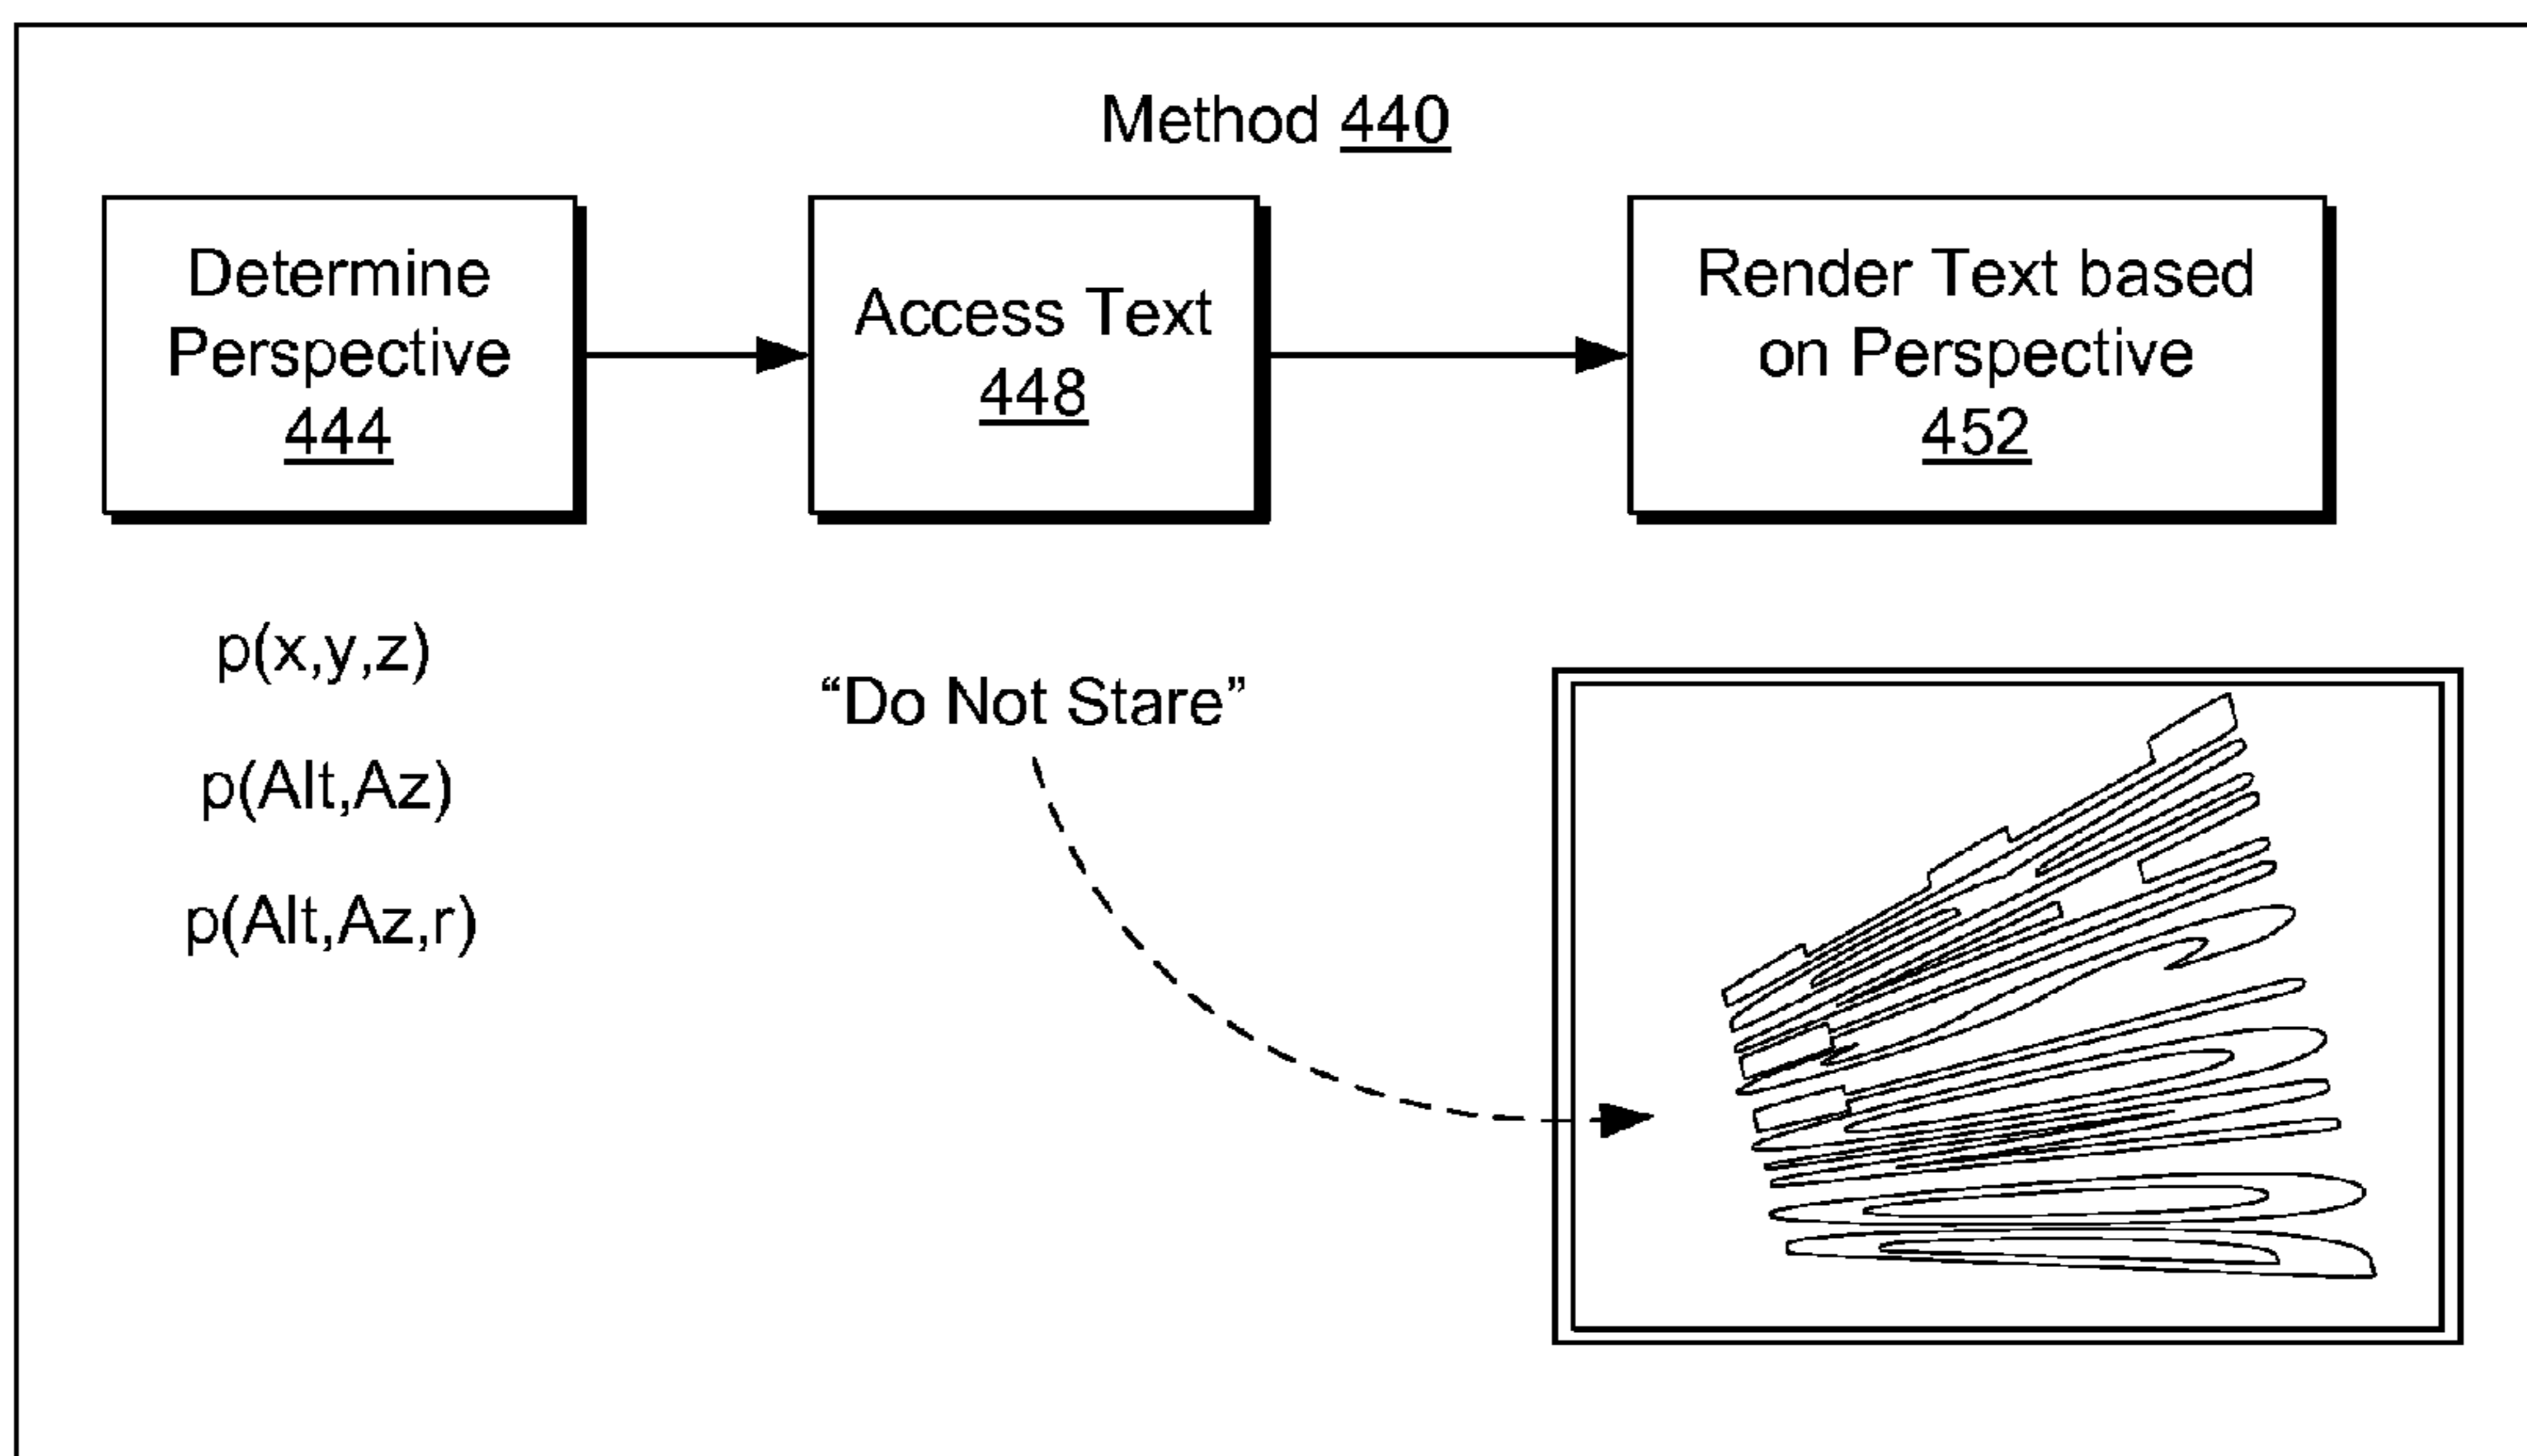 Method 440
Determine
Perspective
444
Access Text
448
Render Text based
on Perspective
452
p(x,y,z)
p(Alt,Az)
p(Alt,Az,r)
“Do Not Stare”